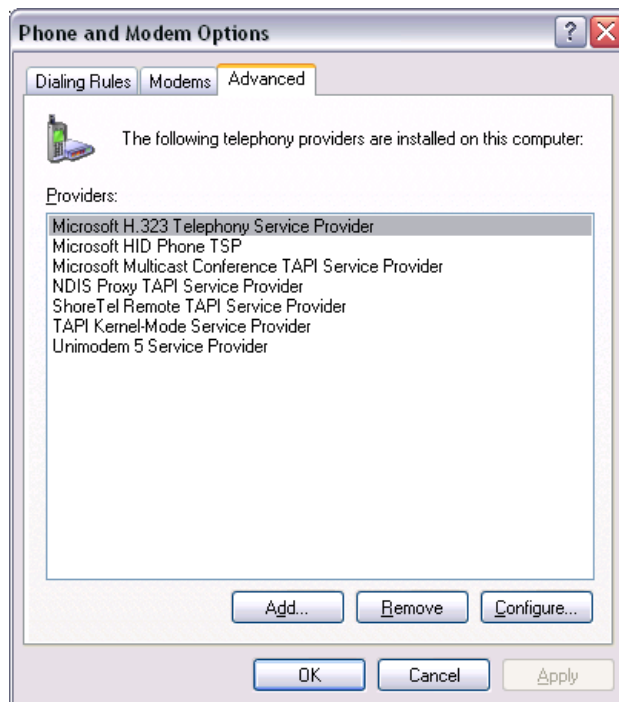 Phone and Modem Options
Dialing Rules Modems Advanced
The following telephony providers are installed on this computer:
Providers:
Microsoft H.323 Telephony Service Provider
Microsoft HID Phone TSP
Microsoft Multicast Conference TAPI Service Provider
NDIS Proxy TAPI Service Provider
ShoreTel Remote TAPI Service Provider
TAPI Kernel-Mode Service Provider
Unimodem 5 Service Provider
Add... Remove Configure...
OK Cancel Apply